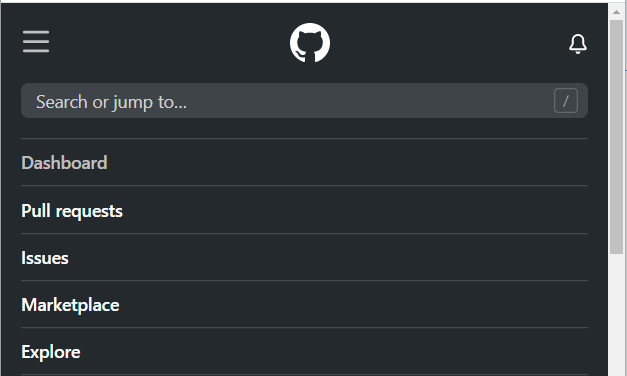 Search or jump to...
/
Dashboard
Pull requests
Issues
Marketplace
Explore